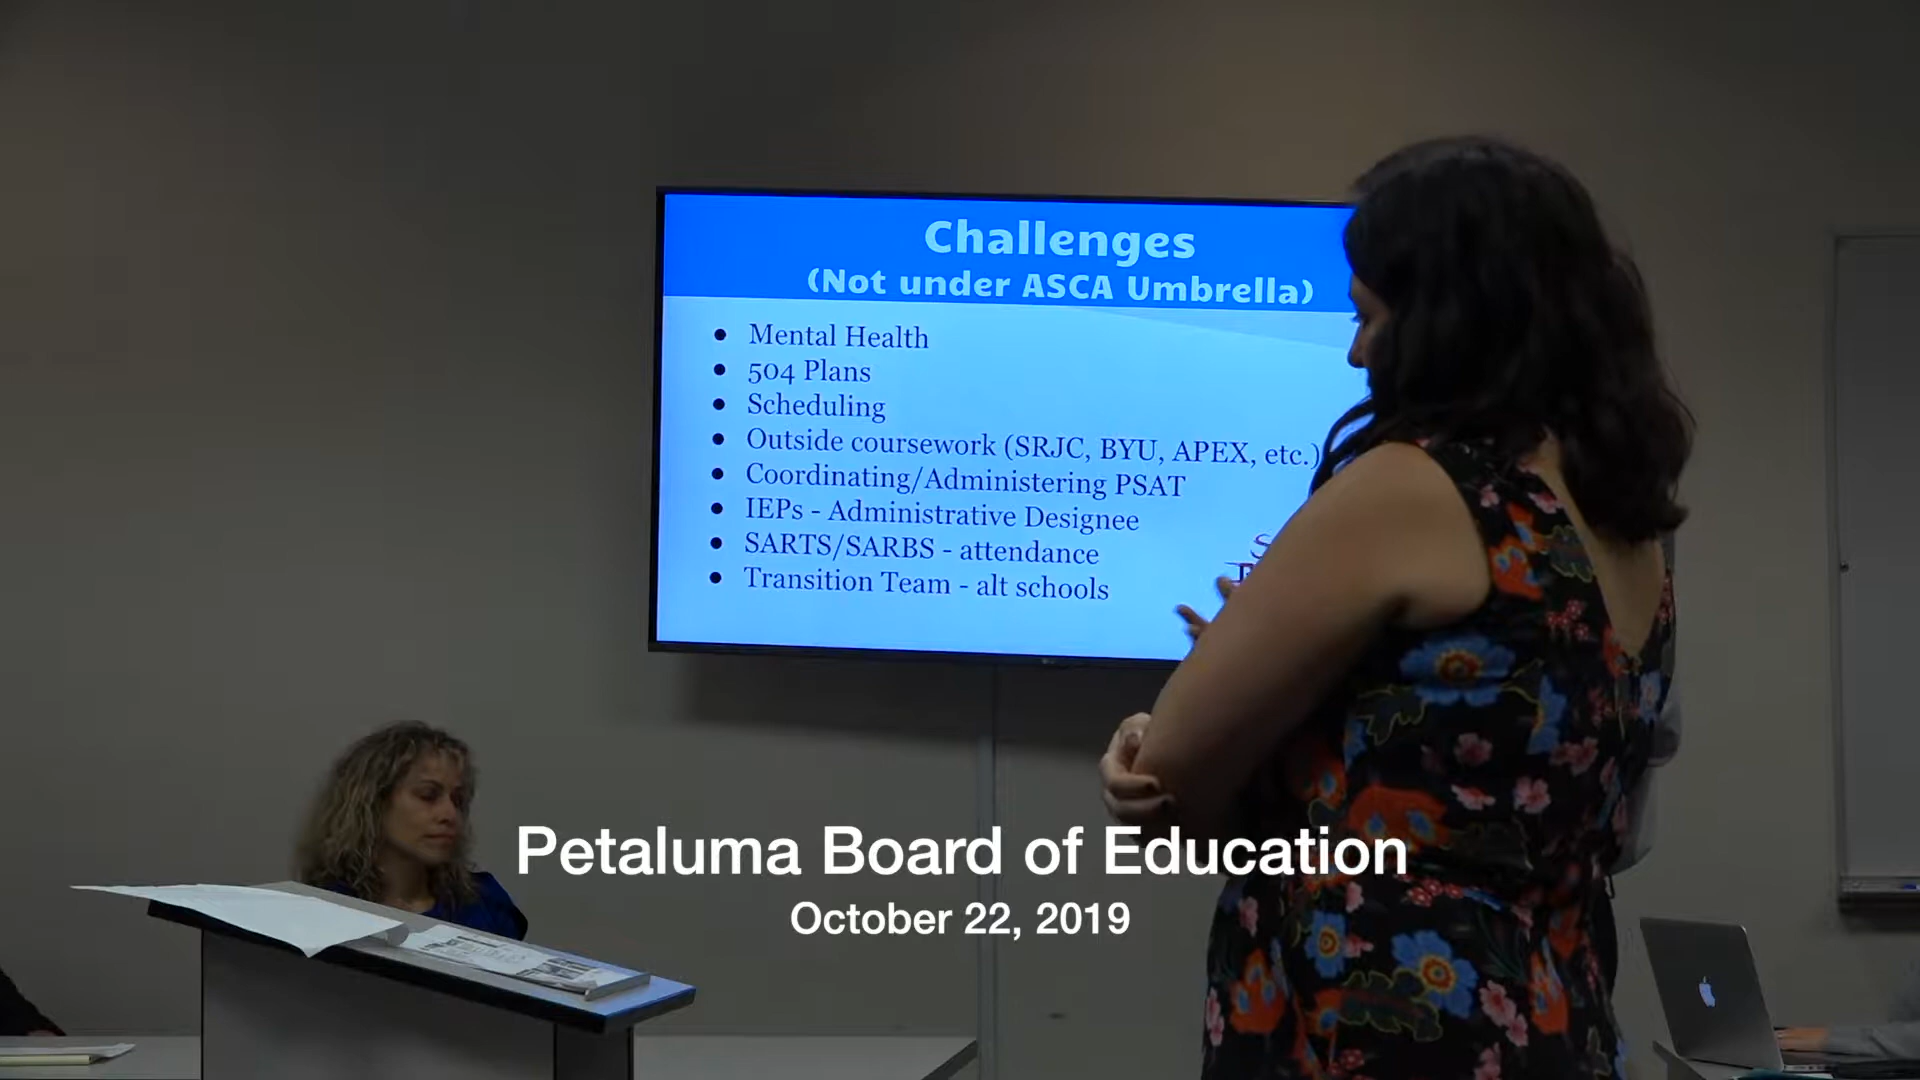 Challenges
(Not under ASCA Umbrella)
● Mental Health
● 504 Plans
● Scheduling
● Outside coursework (SRJC, BYU, APEX, etc.)
● Coordinating/Administering PSAT
● IEPs - Administrative Designee
● SARTS/SARBS - attendance
● Transition Team - alt schools
Petaluma Board of Education
October 22, 2019